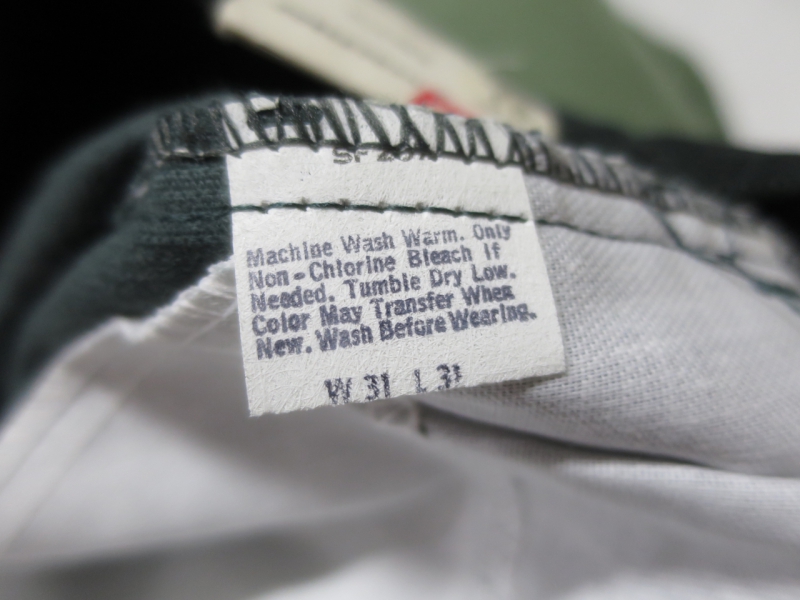 Machine Wash Warm. Only
Non-Chlorine Bleach If
Needed. Tumble Dry Low.
Color May Transfer When
New. Wash Before Wearing.
W 31 L 31